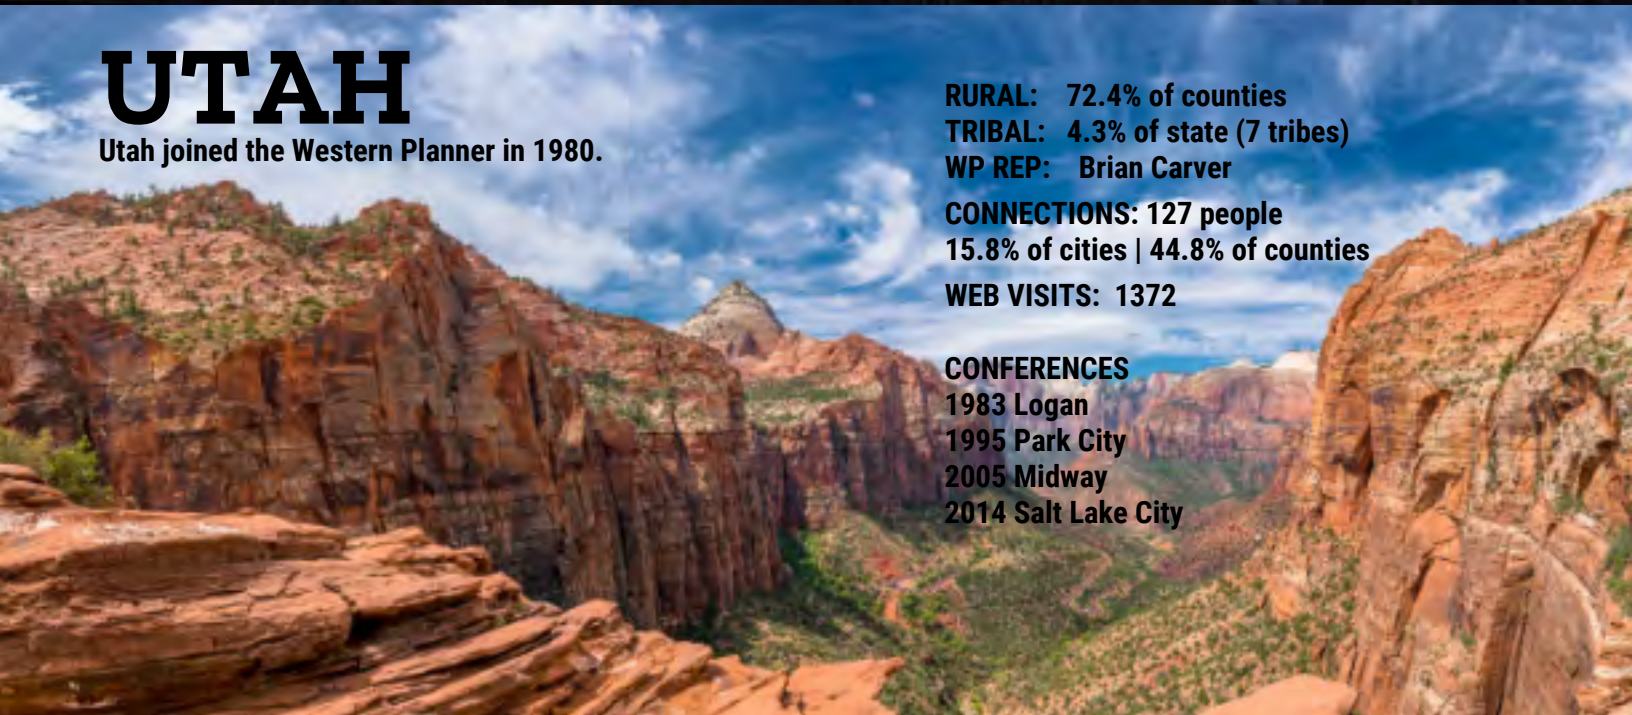 UTAH
Utah joined the Western Planner in 1980.
RURAL: 72.4% of counties
TRIBAL: 4.3% of state (7 tribes)
WP REP: Brian Carver
CONNECTIONS: 127 people
15.8% of cities | 44.8% of counties
WEB VISITS: 1372
CONFERENCES
1983 Logan
1995 Park City
2005 Midway
2014 Salt Lake City